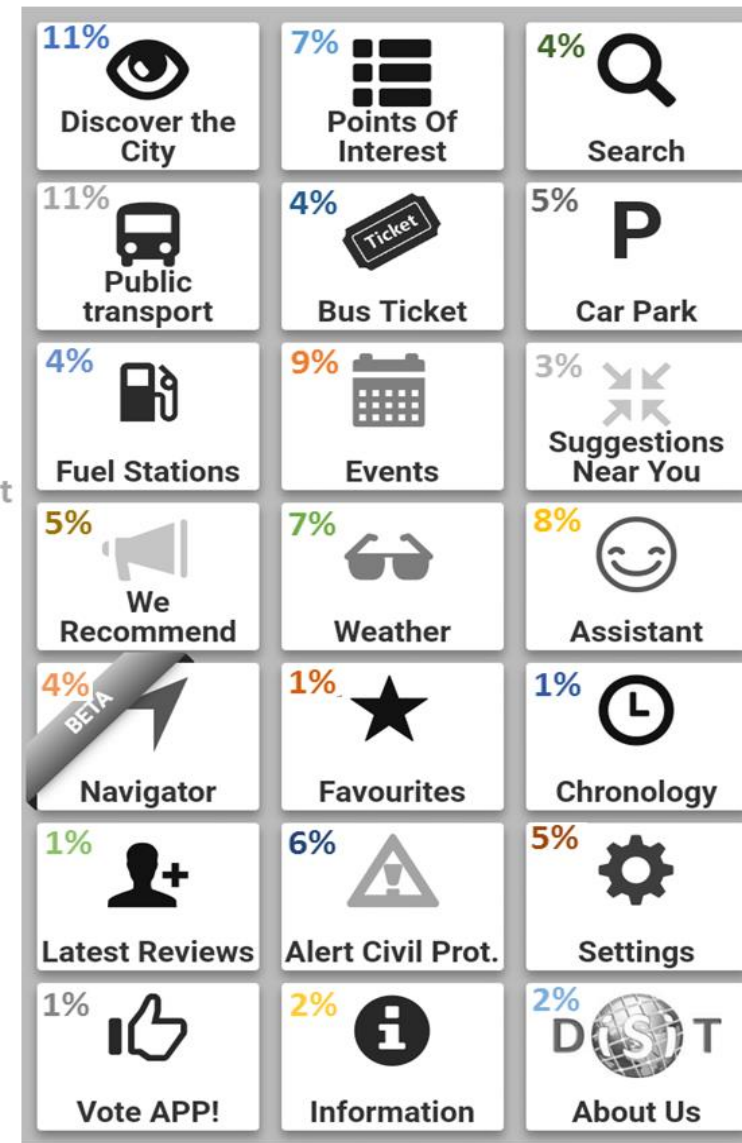 11%
Discover the
City
7%
Points Of
Interest
4%
Search
11%
Public
transport
4%
Ticket
Bus Ticket
5%
P
Car Park
4%
Fuel Stations
9%
Events
3%
Suggestions
Near You
t
5%
We
Recommend
7%
Weather
8%
Assistant
4%
BETA
Navigator
1%
Favourites
1%
Chronology
1%
Latest Reviews
6%
Alert Civil Prot.
5%
Settings
1%
Vote APP!
2%
Information
2%
DiSiT
About Us